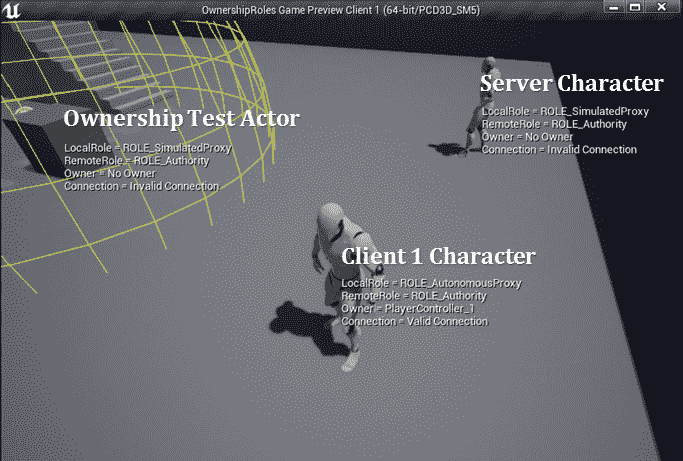 OwnershipRoles Game Preview Client 1 (64-bit/PCD3D_SM5)
Server Character
LocalRole = ROLE_SimulatedProxy
RemoteRole = ROLE_Authority
Owner = No Owner
Connection = Invalid Connection
Ownership Test Actor
LocalRole = ROLE_SimulatedProxy
RemoteRole = ROLE_Authority
Owner = No Owner
Connection = Invalid Connection
Client 1 Character
LocalRole = ROLE_AutonomousProxy
RemoteRole = ROLE_Authority
Owner = PlayerController_1
Connection = Valid Connection